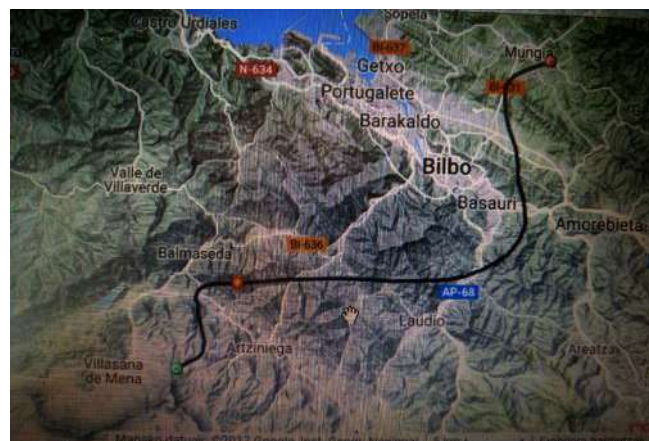 Castro Urdiales
Sopela
BI-637
Mungia
Getxo
N-634
Portugalete
BI-631
Barakaldo
Bilbo
Valle de
Villaverde
Basauri
Amorebieta
BI-636
Balmaseda
AP-68
Laudio
Artziniega
Areatza
Villasana
de Mena